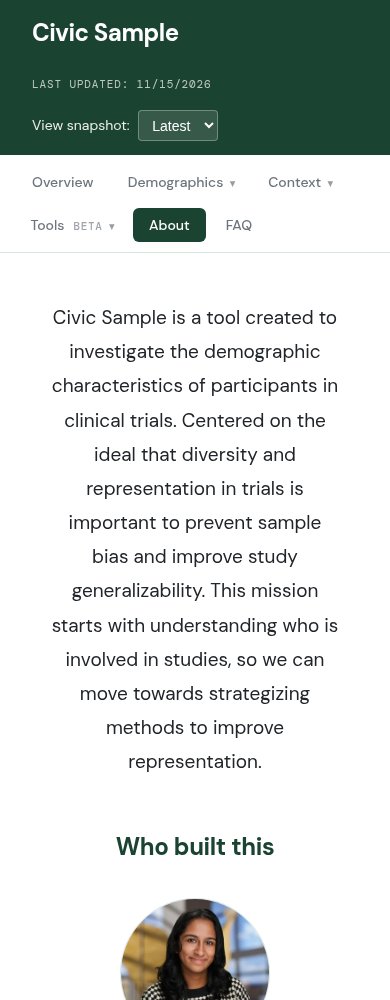 Civic Sample
LAST UPDATED: 11/15/2026
View snapshot: Latest
Overview Demographics ▾ Context ▾
Tools BETA ▾ About FAQ
Civic Sample is a tool created to
investigate the demographic
characteristics of participants in
clinical trials. Centered on the
ideal that diversity and
representation in trials is
important to prevent sample
bias and improve study
generalizability. This mission
starts with understanding who is
involved in studies, so we can
move towards strategizing
methods to improve
representation.
Who built this